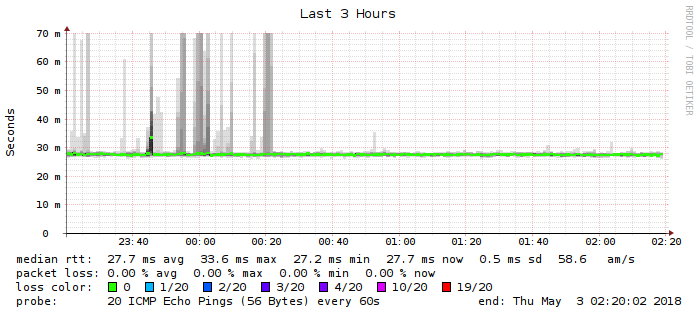 Last 3 Hours
RRDTOOL / TOBI OETIKER
Seconds
70 m
60 m
50 m
40 m
30 m
20 m
10 m
0
23:40 00:00 00:20 00:40 01:00 01:20 01:40 02:00 02:20
median rtt: 27.7 ms avg 33.6 ms max 27.2 ms min 27.7 ms now 0.5 ms sd 58.6 am/s
packet loss: 0.00 % avg 0.00 % max 0.00 % min 0.00 % now
loss color: 0 1/20 2/20 3/20 4/20 10/20 19/20
probe: 20 ICMP Echo Pings (56 Bytes) every 60s end: Thu May 3 02:20:02 2018